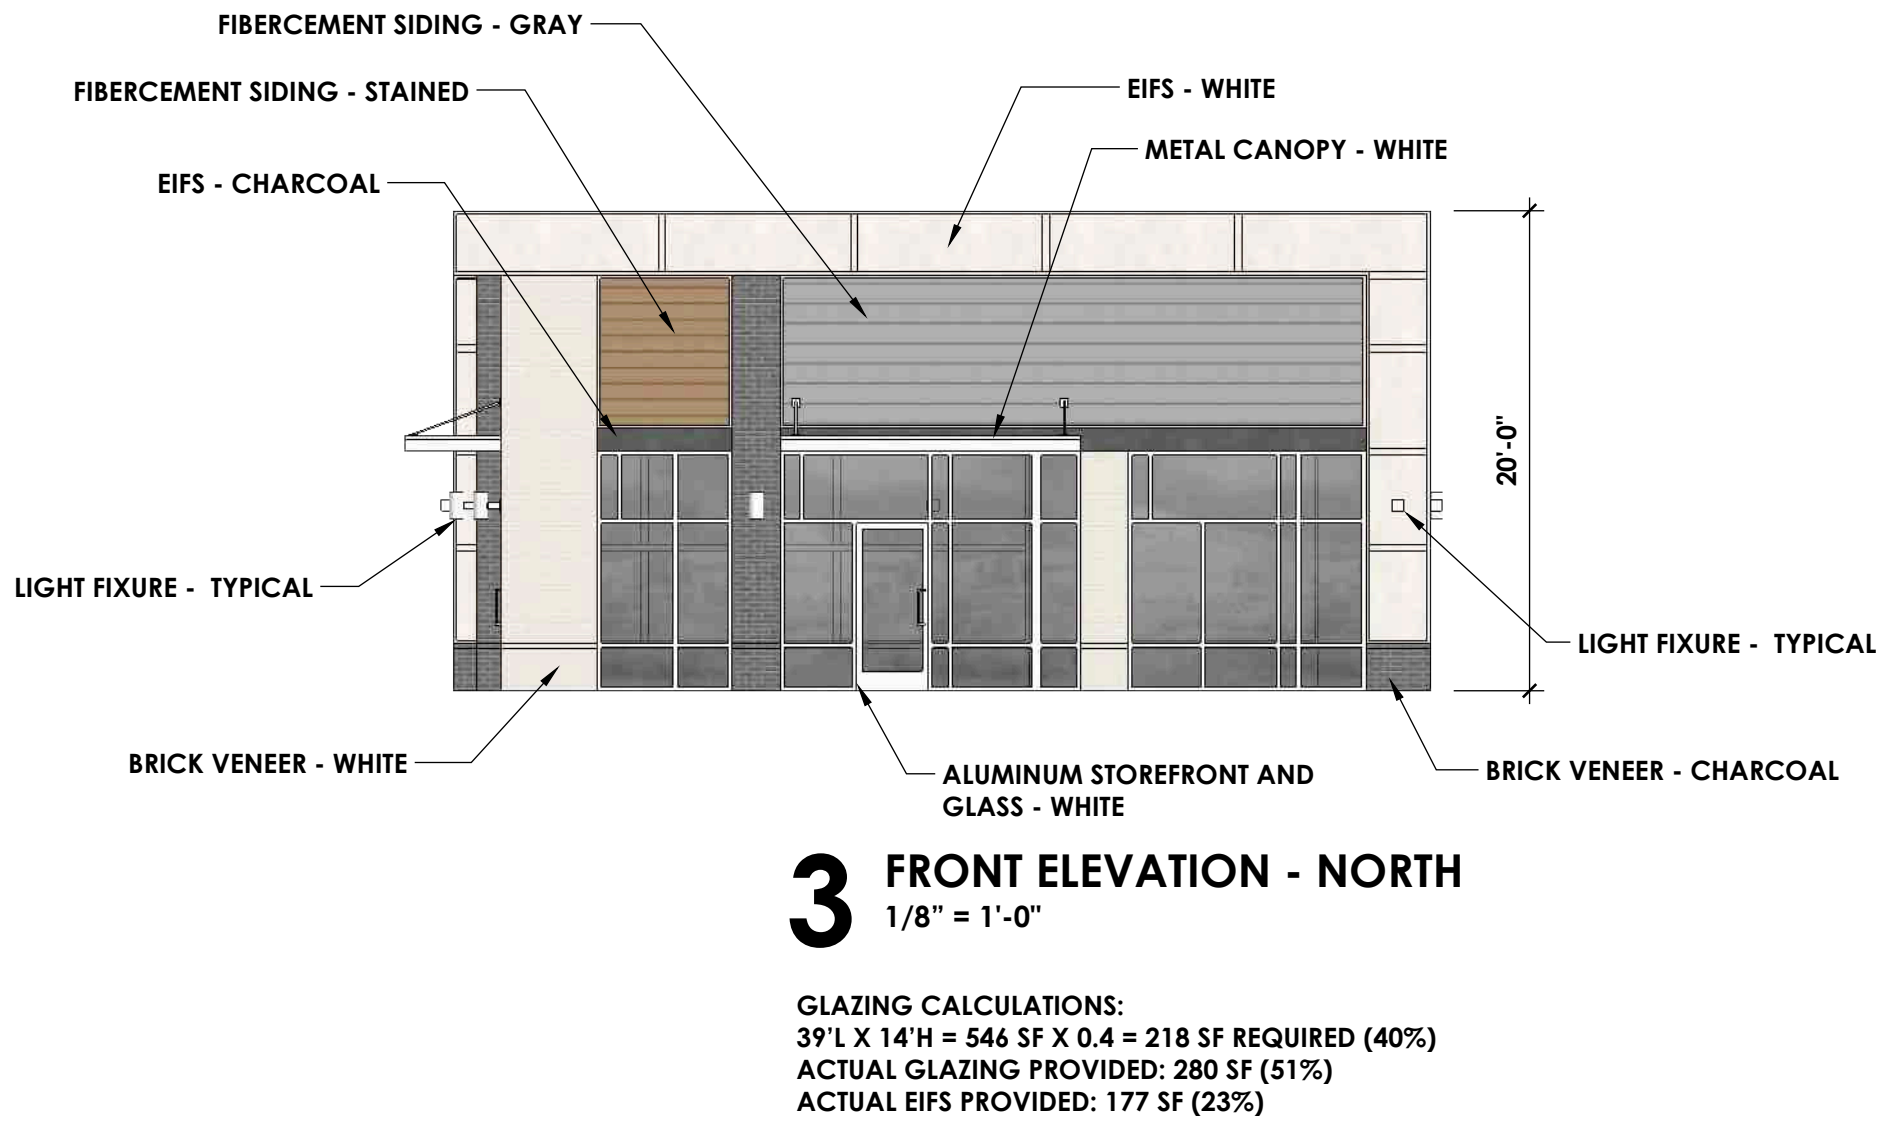 FIBERCEMENT SIDING - GRAY
FIBERCEMENT SIDING - STAINED
EIFS - WHITE
METAL CANOPY - WHITE
EIFS - CHARCOAL
20'-0"
LIGHT FIXTURE - TYPICAL
LIGHT FIXTURE - TYPICAL
BRICK VENEER - WHITE
ALUMINUM STOREFRONT AND
GLASS - WHITE
BRICK VENEER - CHARCOAL
3 FRONT ELEVATION - NORTH
1/8” = 1'-0"
GLAZING CALCULATIONS:
39’L X 14’H = 546 SF X 0.4 = 218 SF REQUIRED (40%)
ACTUAL GLAZING PROVIDED: 280 SF (51%)
ACTUAL EIFS PROVIDED: 177 SF (23%)